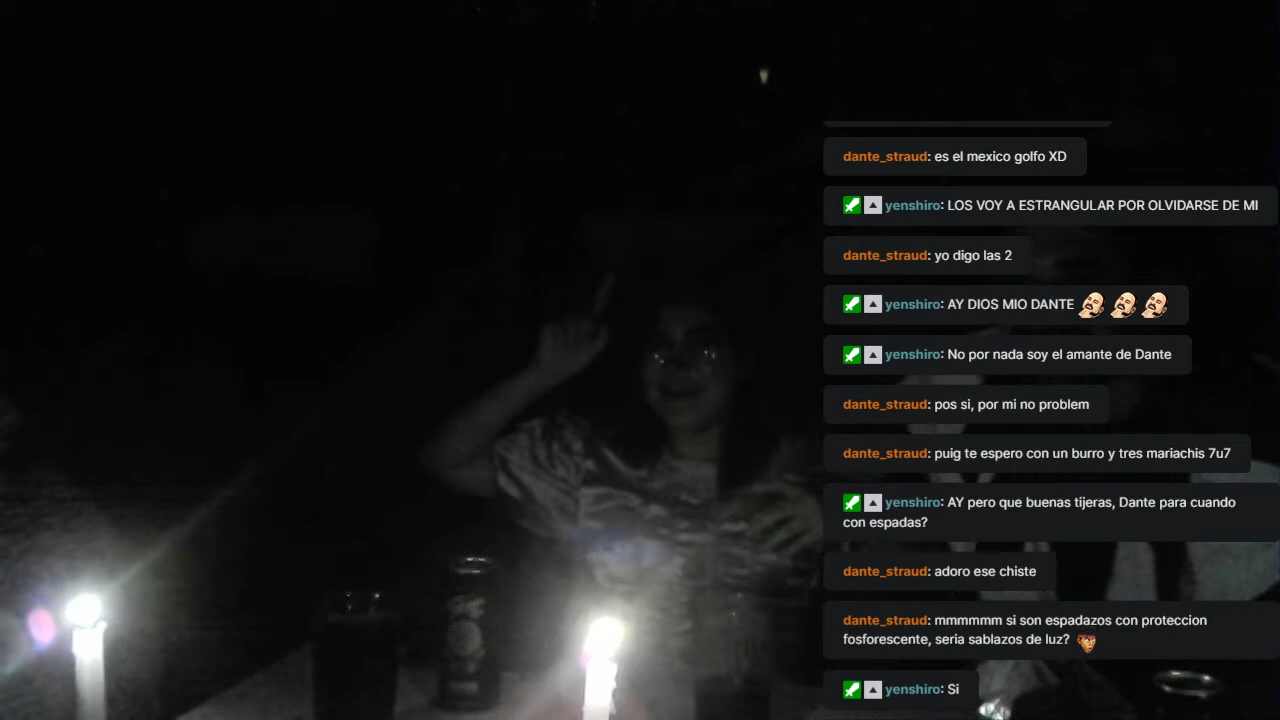 dante_straud: es el mexico golfo XD
yenshiro: LOS VOY A ESTRANGULAR POR OLVIDARSE DE MI
dante_straud: yo digo las 2
yenshiro: AY DIOS MIO DANTE
yenshiro: No por nada soy el amante de Dante
dante_straud: pos si, por mi no problem
dante_straud: puig te espero con un burro y tres mariachis 7u7
yenshiro: AY pero que buenas tijeras, Dante para cuando
con espadas?
dante_straud: adoro ese chiste
dante_straud: mmmmmm si son espadazos con proteccion
fosforescente, seria sablazos de luz?
yenshiro: Si